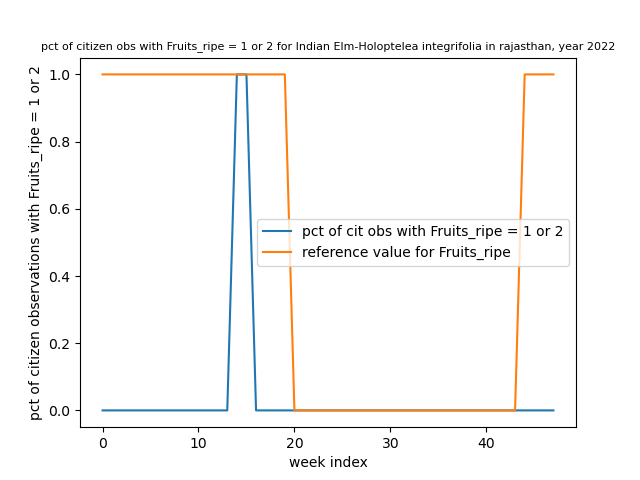 pct of citizen obs with Fruits_ripe = 1 or 2 for Indian Elm-Holoptelea integrifolia in rajasthan, year 2022
pct of citizen observations with Fruits_ripe = 1 or 2
1.0
0.8
0.6
0.4
0.2
0.0
pct of cit obs with Fruits_ripe = 1 or 2
reference value for Fruits_ripe
0 10 20 30 40
week index